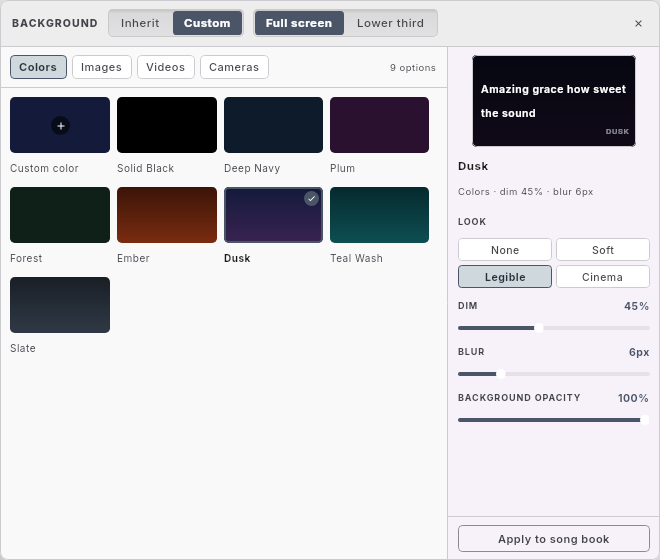 BACKGROUND Inherit Custom Full screen Lower third ×
Colors Images Videos Cameras 9 options
Custom color Solid Black Deep Navy Plum
Forest Ember Dusk Teal Wash
Slate
Amazing grace how sweet
the sound
DUSK
Dusk
Colors · dim 45% · blur 6px
LOOK
None Soft
Legible Cinema
DIM 45%
BLUR 6px
BACKGROUND OPACITY 100%
Apply to song book